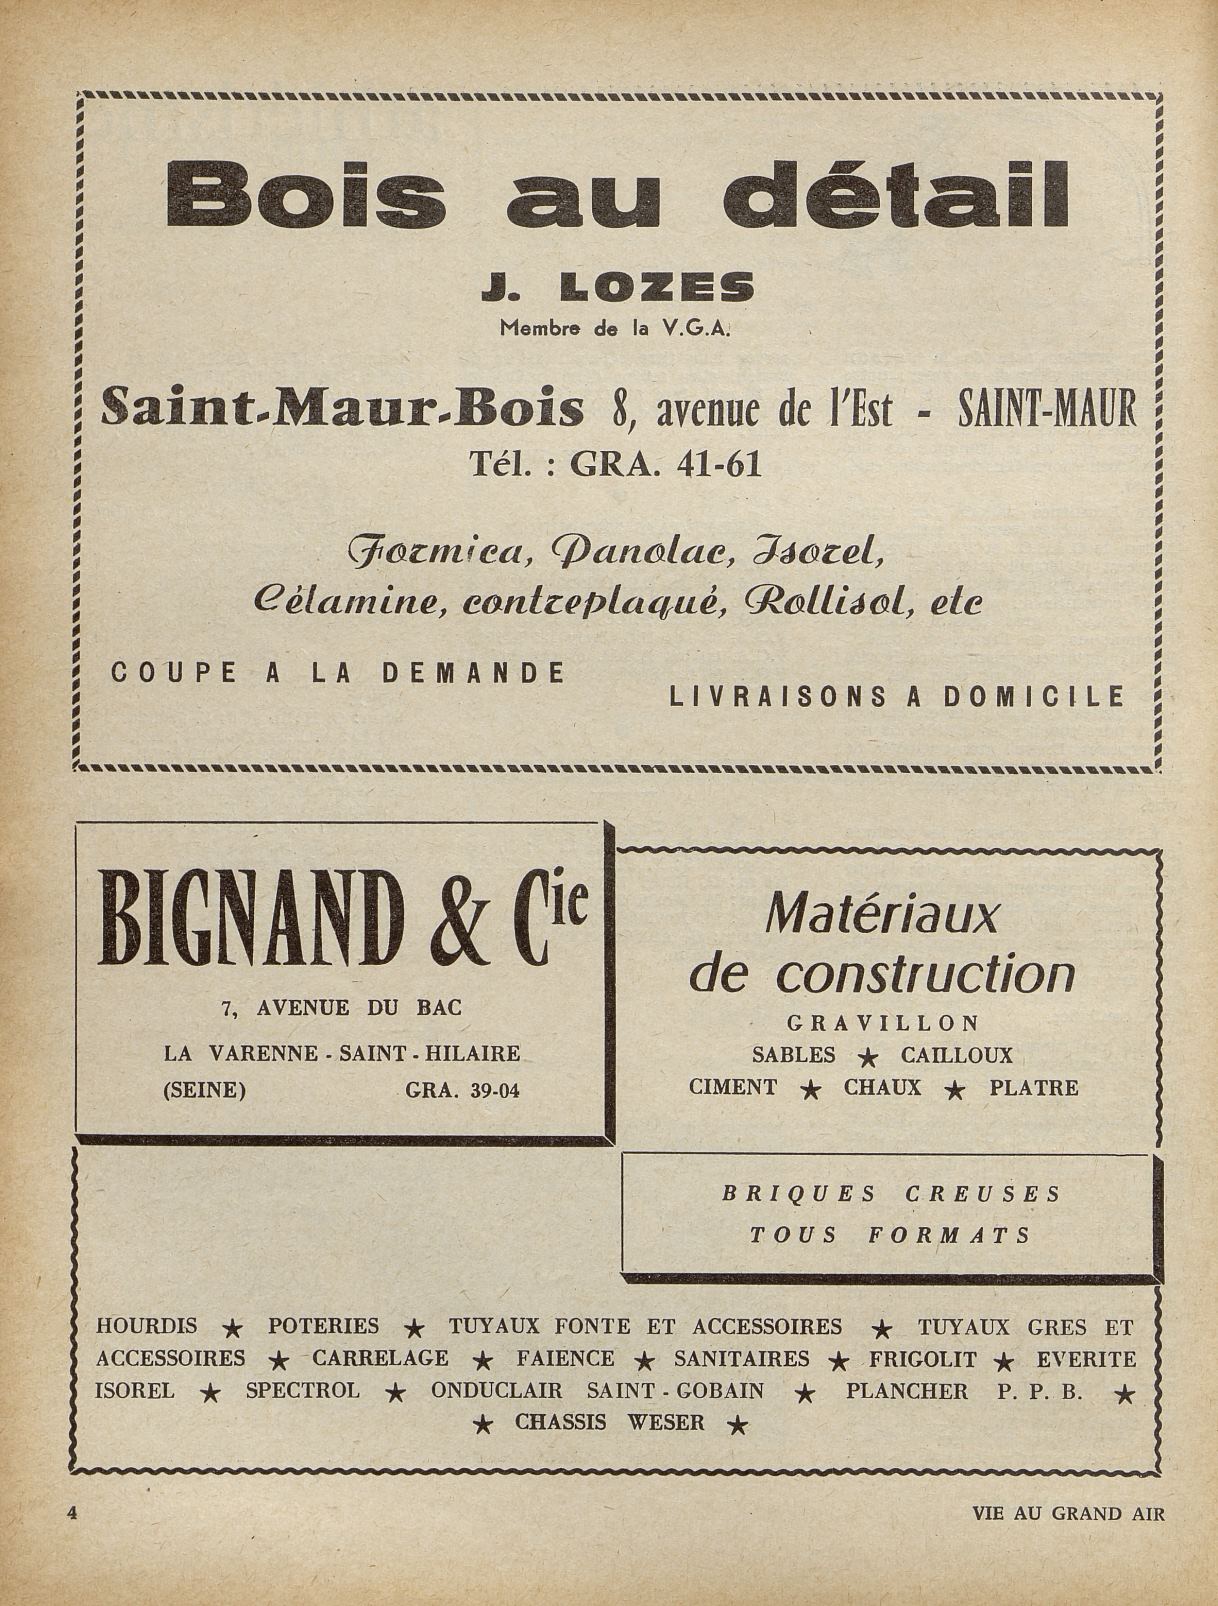 Bois au détail
J. LOZES
Membre de la V.G.A.
Saint-Maur-Bois 8, avenue de l'Est - SAINT-MAUR
Tél. : GRA. 41-61
Formica, Panolac, Isorel,
Célamine, contreplaqué, Rollisol, etc
COUPE A LA DEMANDE
LIVRAISONS A DOMICILE
BIGNAND & Cie
7, AVENUE DU BAC
LA VARENNE - SAINT - HILAIRE
(SEINE) GRA. 39-04
Matériaux
de construction
GRAVILLON
SABLES ★ CAILLOUX
CIMENT ★ CHAUX ★ PLATRE
BRIQUES CREUSES
TOUS FORMATS
HOURDIS ★ POTERIES ★ TUYAUX FONTE ET ACCESSOIRES ★ TUYAUX GRES ET
ACCESSOIRES ★ CARRELAGE ★ FAIENCE ★ SANITAIRES ★ FRIGOLIT ★ EVERITE
ISOREL ★ SPECTROL ★ ONDUCLAIR SAINT - GOBAIN ★ PLANCHER P. P. B. ★
★ CHASSIS WESER ★
4 VIE AU GRAND AIR